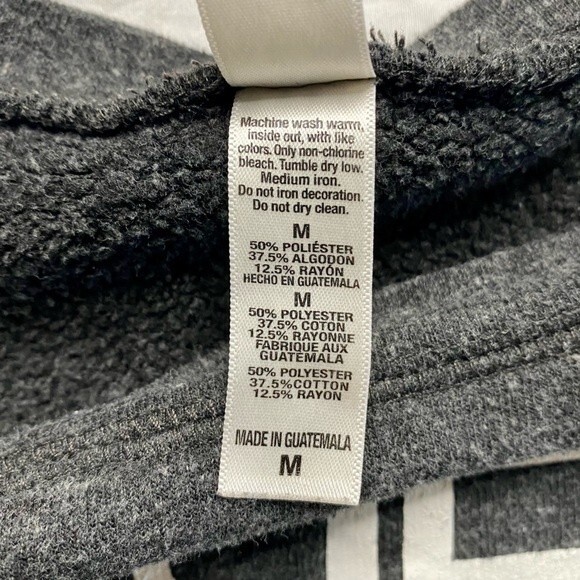 Machine wash warm,
inside out, with like
colors. Only non-chlorine
bleach. Tumble dry low.
Medium iron.
Do not iron decoration.
Do not dry clean.
M
50% POLIÉSTER
37.5% ALGODON
12.5% RAYÓN
HECHO EN GUATEMALA
M
50% POLYESTER
37.5% COTON
12.5% RAYONNE
FABRIQUE AUX
GUATEMALA
50% POLYESTER
37.5%COTTON
12.5% RAYON
MADE IN GUATEMALA
M